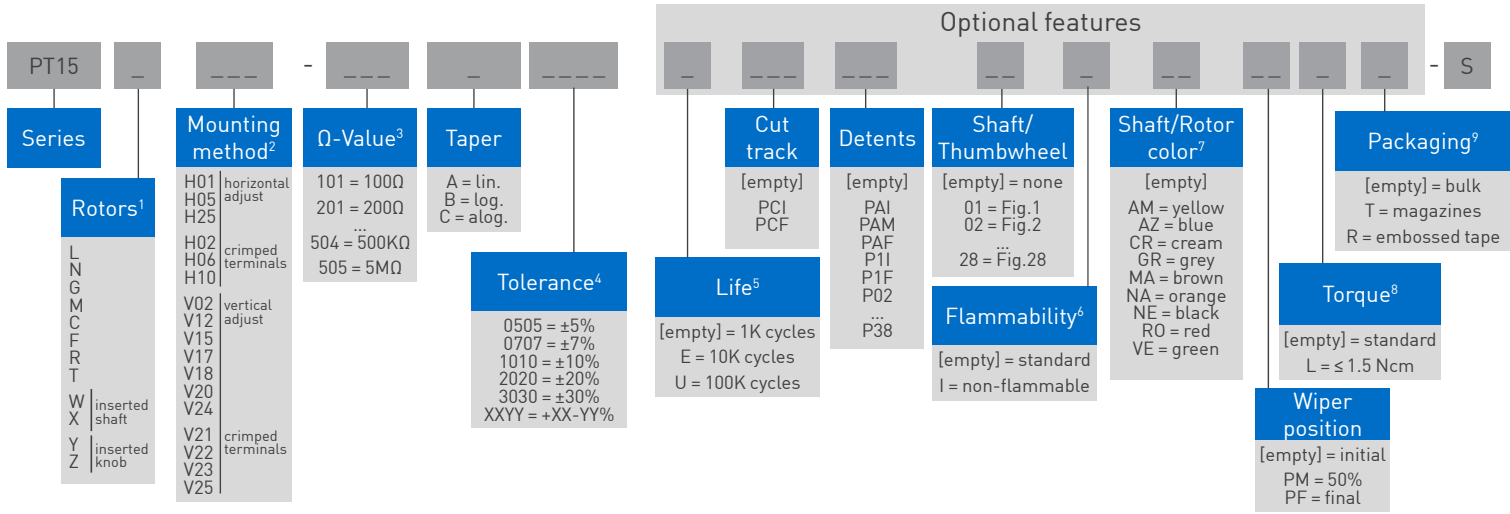 Optional features
PT15 _ _ _ _ - _ _ _ _ _ _ _ _ _ _ _ _ _ _ _ _ _ _ _ _ _ _ _ _ - S
Series
Rotors¹
L
N
G
M
C
F
R
T
W
X
inserted
shaft
Y
Z
inserted
knob
Mounting
method²
H01
H05
H25
horizontal
adjust
H02
H06
H10
crimped
terminals
V02
V12
V15
V17
V18
V20
V24
vertical
adjust
V21
V22
V23
V25
crimped
terminals
Ω-Value³
101 = 100Ω
201 = 200Ω
...
504 = 500KΩ
505 = 5MΩ
Taper
A = lin.
B = log.
C = alog.
Tolerance⁴
0505 = ±5%
0707 = ±7%
1010 = ±10%
2020 = ±20%
3030 = ±30%
XXYY = +XX-YY%
Life⁵
[empty] = 1K cycles
E = 10K cycles
U = 100K cycles
Cut
track
[empty]
PCI
PCF
Detents
[empty]
PAI
PAM
PAF
P1I
P1F
P02
...
P38
Shaft/
Thumbwheel
[empty] = none
01 = Fig.1
02 = Fig.2
...
28 = Fig.28
Flammability⁶
[empty] = standard
I = non-flammable
Shaft/Rotor
color⁷
[empty]
AM = yellow
AZ = blue
CR = cream
GR = grey
MA = brown
NA = orange
NE = black
RO = red
VE = green
Wiper
position
[empty] = initial
PM = 50%
PF = final
Torque⁸
[empty] = standard
L = ≤ 1.5 Ncm
Packaging⁹
[empty] = bulk
T = magazines
R = embossed tape